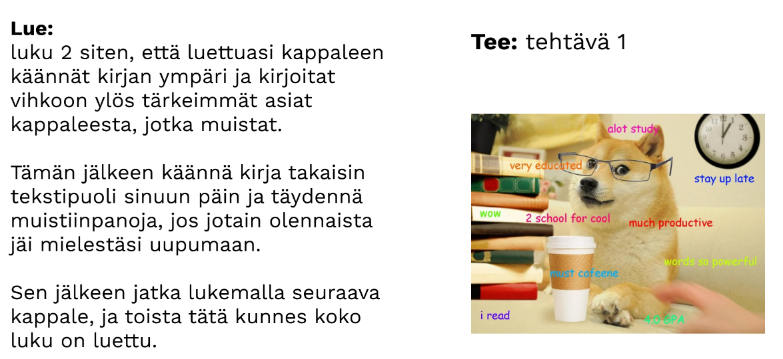 Lue:
luku 2 siten, että luettuasi kappaleen
käännät kirjan ympäri ja kirjoitat
vihkoon ylös tärkeimmät asiat
kappaleesta, jotka muistat.
Tämän jälkeen käännä kirja takaisin
tekstipuoli sinuun päin ja täydennä
muistiinpanoja, jos jotain olennaista
jäi mielestäsi uupumaan.
Sen jälkeen jatka lukemalla seuraava
kappale, ja toista tätä kunnes koko
luku on luettu.
Tee: tehtävä 1
alot study
very educated
stay up late
wow
2 school for cool
much productive
words so powerful
must cafeene
i read
4.0 GPA